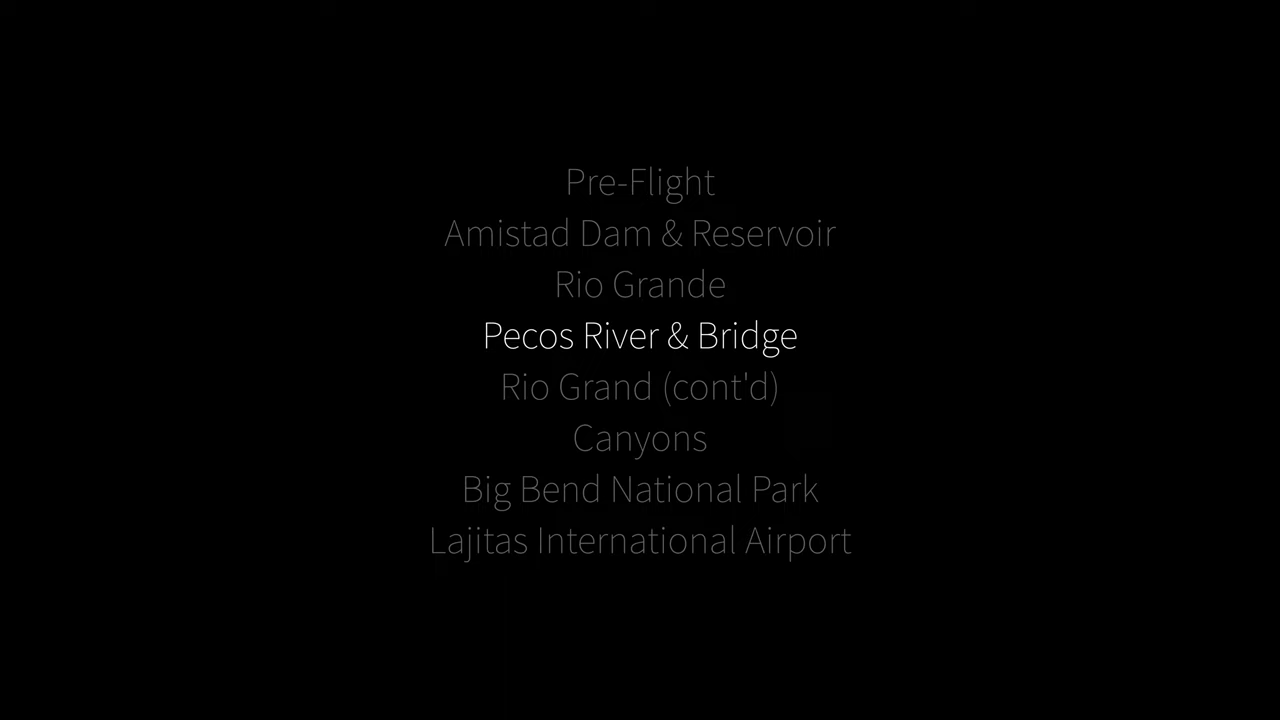 Pre-Flight
Amistad Dam & Reservoir
Rio Grande
Pecos River & Bridge
Rio Grand (cont'd)
Canyons
Big Bend National Park
Lajitas International Airport